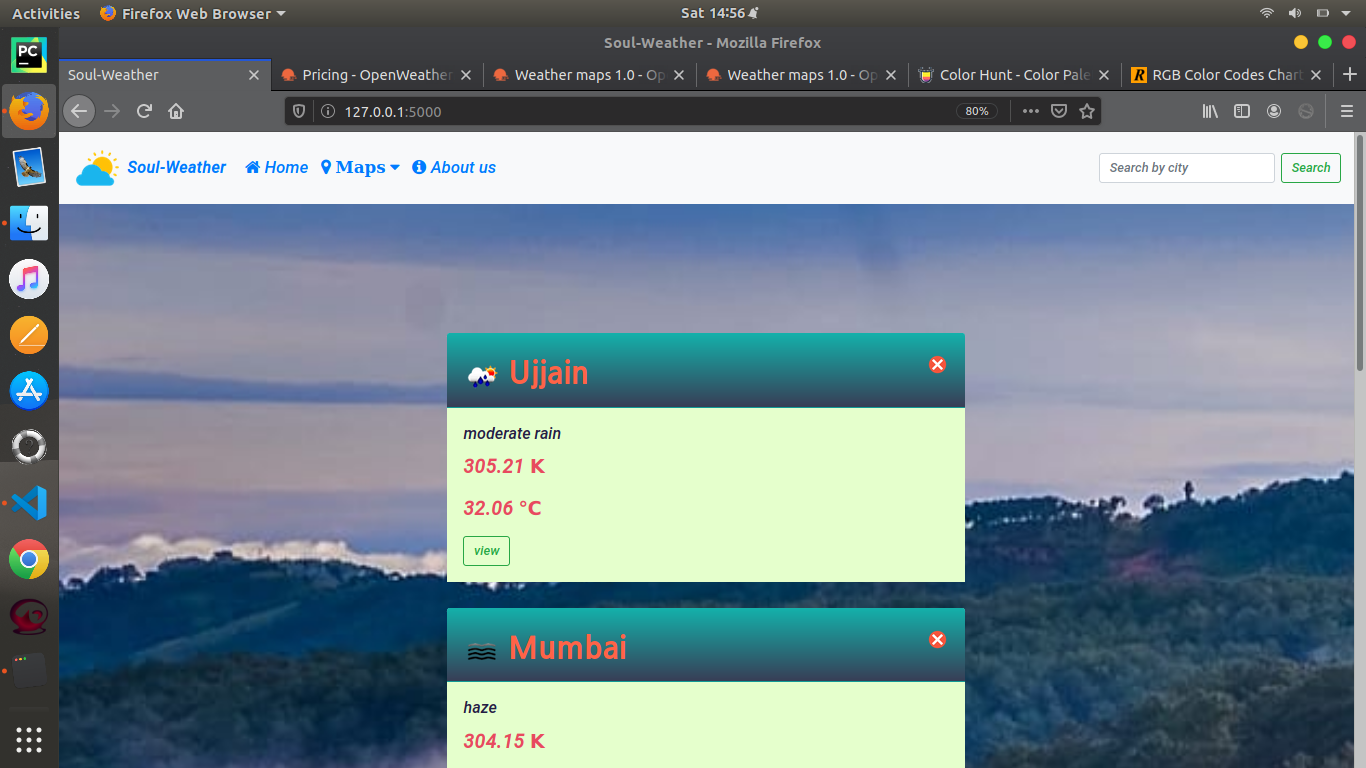 Activities Firefox Web Browser Sat 14:56
Soul-Weather - Mozilla Firefox
PC
Soul-Weather Pricing - OpenWeather Weather maps 1.0 - Op Weather maps 1.0 - Op Color Hunt - Color Pale R RGB Color Codes Chart
127.0.0.1:5000 80%
Soul-Weather Home Maps About us Search by city Search
Ujjain
moderate rain
305.21 K
32.06 °C
view
Mumbai
haze
304.15 K